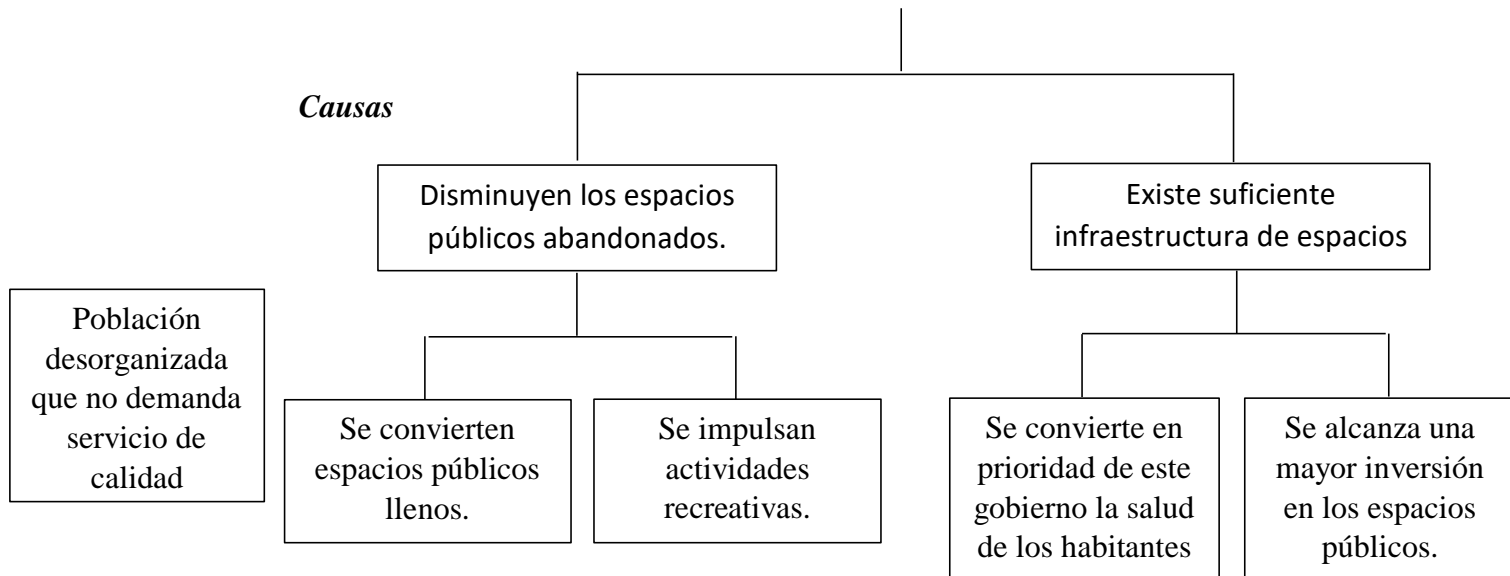 Causas
Disminuyen los espacios
públicos abandonados.
Existe suficiente
infraestructura de espacios
Población
desorganizada
que no demanda
servicio de
calidad
Se convierten
espacios públicos
llenos.
Se impulsan
actividades
recreativas.
Se convierte en
prioridad de este
gobierno la salud
de los habitantes
Se alcanza una
mayor inversión
en los espacios
públicos.